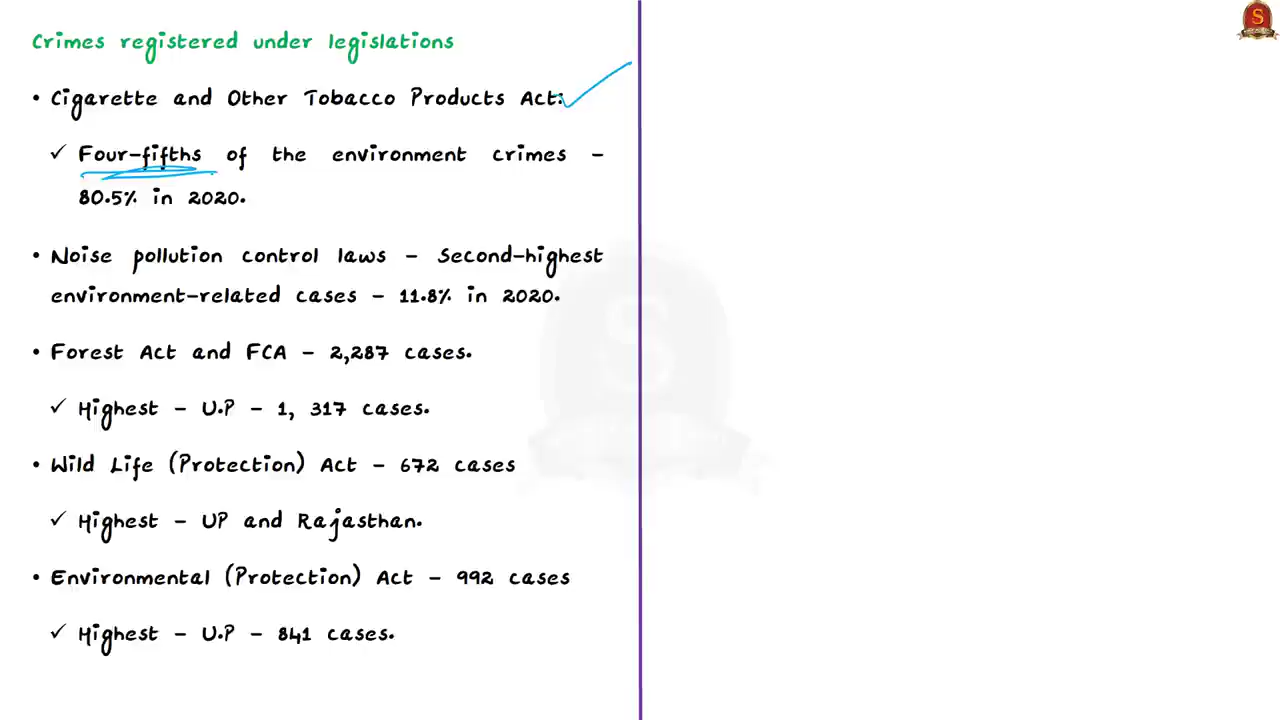 Crimes registered under legislations
• Cigarette and Other Tobacco Products Act:
✓ Four-fifths of the environment crimes –
80.5% in 2020.
• Noise pollution control laws – Second-highest
environment-related cases – 11.8% in 2020.
• Forest Act and FCA – 2,287 cases.
✓ Highest – U.P – 1, 317 cases.
• Wild Life (Protection) Act – 672 cases
✓ Highest – UP and Rajasthan.
• Environmental (Protection) Act – 992 cases
✓ Highest – U.P – 841 cases.
S
S